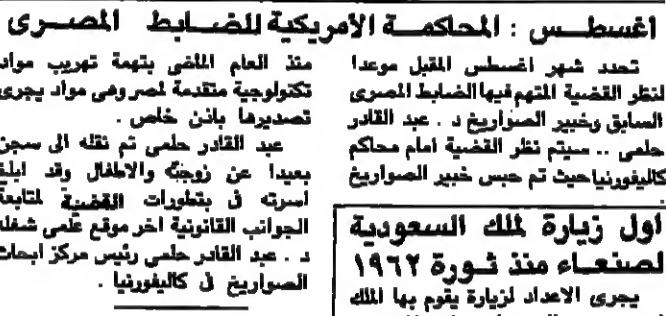 اغسطس : المحاكمة الأمريكية للضابط المصرى
تحدد شهر اغسطس المقبل موعدا
لنظر القضية المتهم فيها الضابط المصرى
السابق وخبير الصواريخ د . عبد القادر
حلمى .. سيتم نظر القضية امام محاكم
كاليفورنيا حيث تم حبس خبير الصواريخ
منذ العام الماضى بتهمة تهريب مواد
تكنولوجية متقدمة لمصر وهى مواد يجرى
تصديرها باذن خاص .
عبد القادر حلمى تم نقله الى سجن
بعيدا عن زوجته والاطفال وقد ابلغ
اسرته فى بتطورات القضية لمتابعة
الجوانب القانونية اخر موقع علمى شغله
د . عبد القادر حلمى رئيس مركز ابحاث
الصواريخ فى كاليفورنيا .
اول زيارة لملك السعودية
لصنعاء منذ ثورة ١٩٦٢
يجرى الاعداد لزيارة يقوم بها الملك